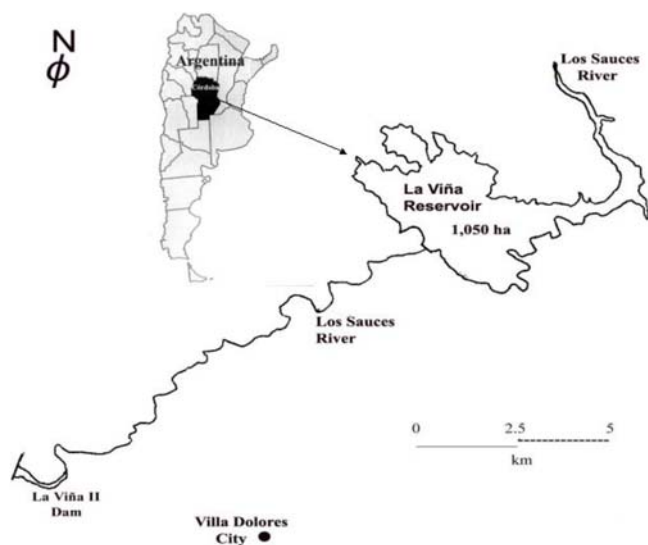 N
Argentina
Córdoba
Los Sauces
River
La Viña
Reservoir
1,050 ha
Los Sauces
River
0 2.5 5
km
La Viña II
Dam
Villa Dolores
City